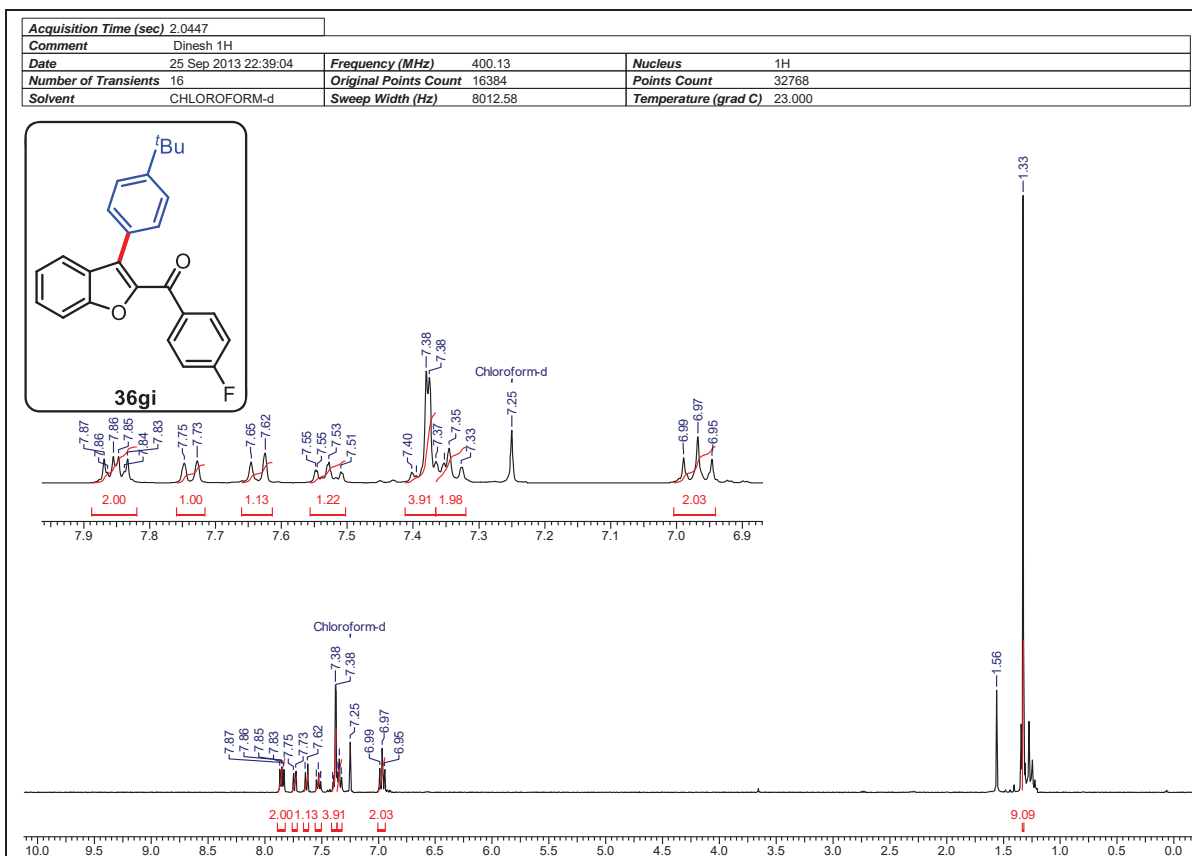 Acquisition Time (sec) 2.0447
Comment Dinesh 1H
Date 25 Sep 2013 22:39:04 Frequency (MHz) 400.13 Nucleus 1H
Number of Transients 16 Original Points Count 16384 Points Count 32768
Solvent CHLOROFORM-d Sweep Width (Hz) 8012.58 Temperature (grad C) 23.000
tBu
O
O
F
36gi
7.87 7.86 7.86 7.85 7.84 7.83 7.75 7.73 7.65 7.62 7.55 7.55 7.53 7.51 7.40 7.38 7.38 7.37 7.35 7.33 Chloroform-d 7.25 6.99 6.97 6.95
2.00 1.00 1.13 1.22 3.91 1.98 2.03
7.9 7.8 7.7 7.6 7.5 7.4 7.3 7.2 7.1 7.0 6.9
Chloroform-d
7.87 7.86 7.85 7.83 7.75 7.73 7.62 7.38 7.38 7.25 6.99 6.97 6.95 1.56 1.33
2.00 1.13 3.91 2.03 9.09
10.0 9.5 9.0 8.5 8.0 7.5 7.0 6.5 6.0 5.5 5.0 4.5 4.0 3.5 3.0 2.5 2.0 1.5 1.0 0.5 0.0